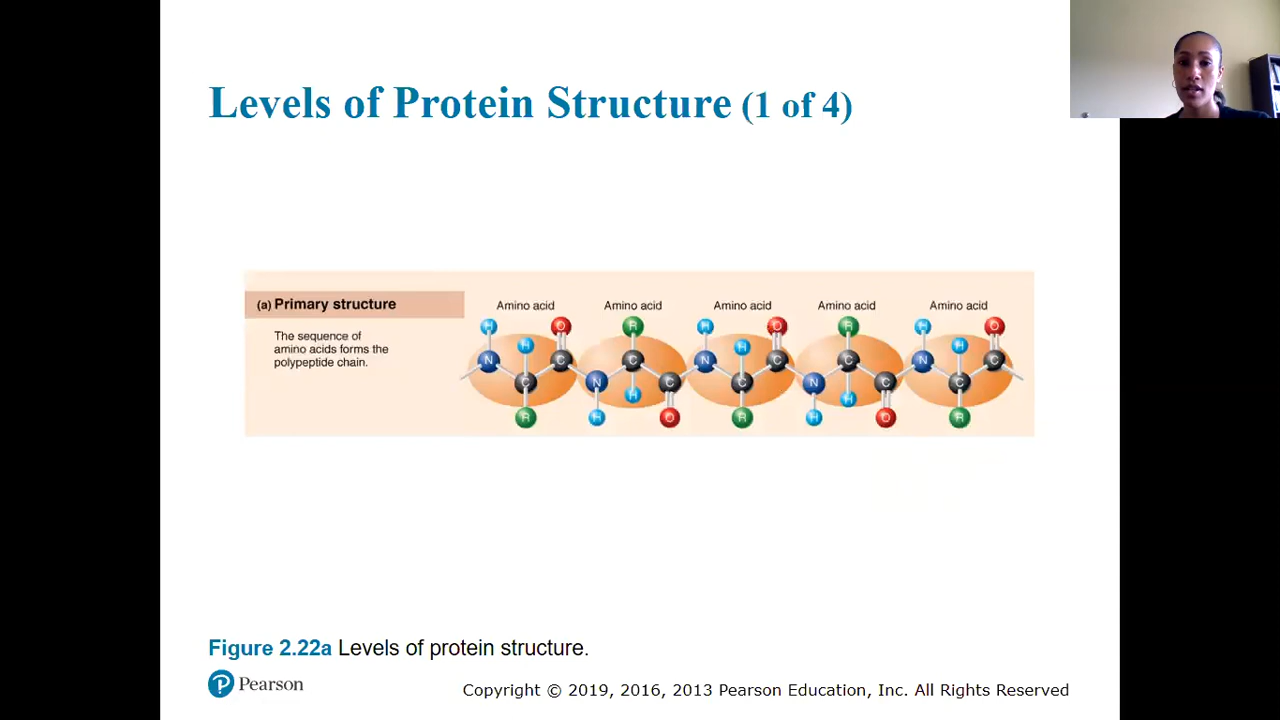 Levels of Protein Structure (1 of 4)
(a) Primary structure
The sequence of
amino acids forms the
polypeptide chain.
Amino acid Amino acid Amino acid Amino acid Amino acid
H O R H O R H O
H H H
N C C N C C N C C N C C N C C
H H
R H O R H O R
Figure 2.22a Levels of protein structure.
Pearson
Copyright © 2019, 2016, 2013 Pearson Education, Inc. All Rights Reserved